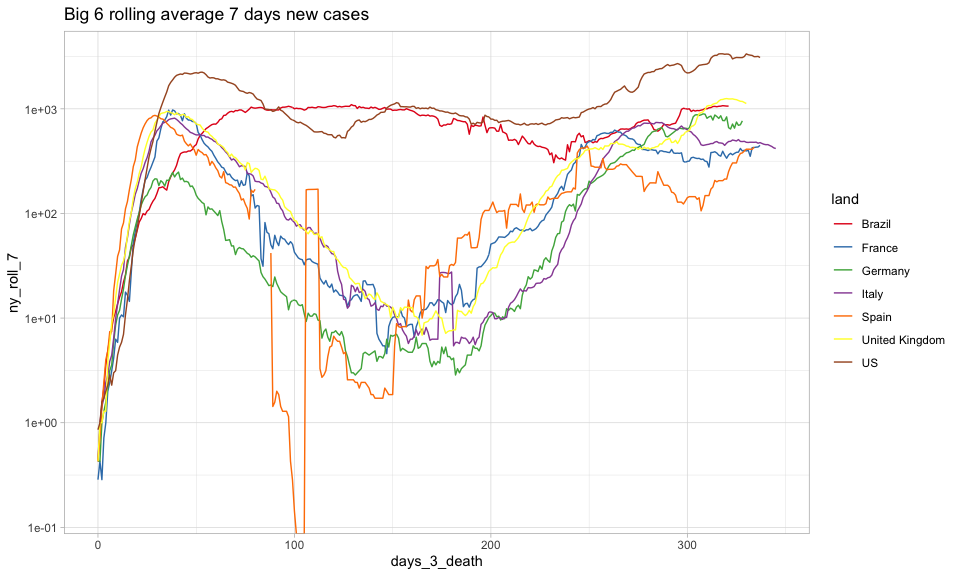 Big 6 rolling average 7 days new cases
ny_roll_7
1e+03
1e+02
1e+01
1e+00
1e-01
0
100
200
300
days_3_death
land
Brazil
France
Germany
Italy
Spain
United Kingdom
US